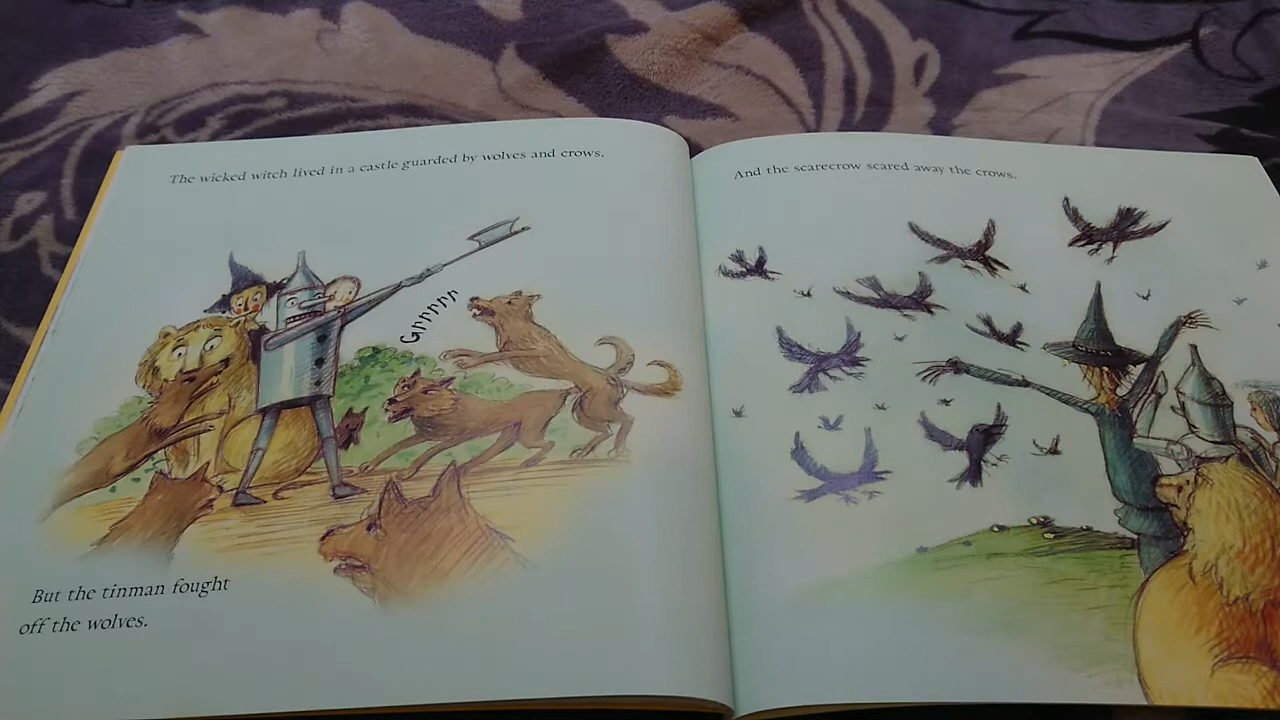 The wicked witch lived in a castle guarded by wolves and crows.
Grrrrrr
But the tinman fought
off the wolves.
And the scarecrow scared away the crows.